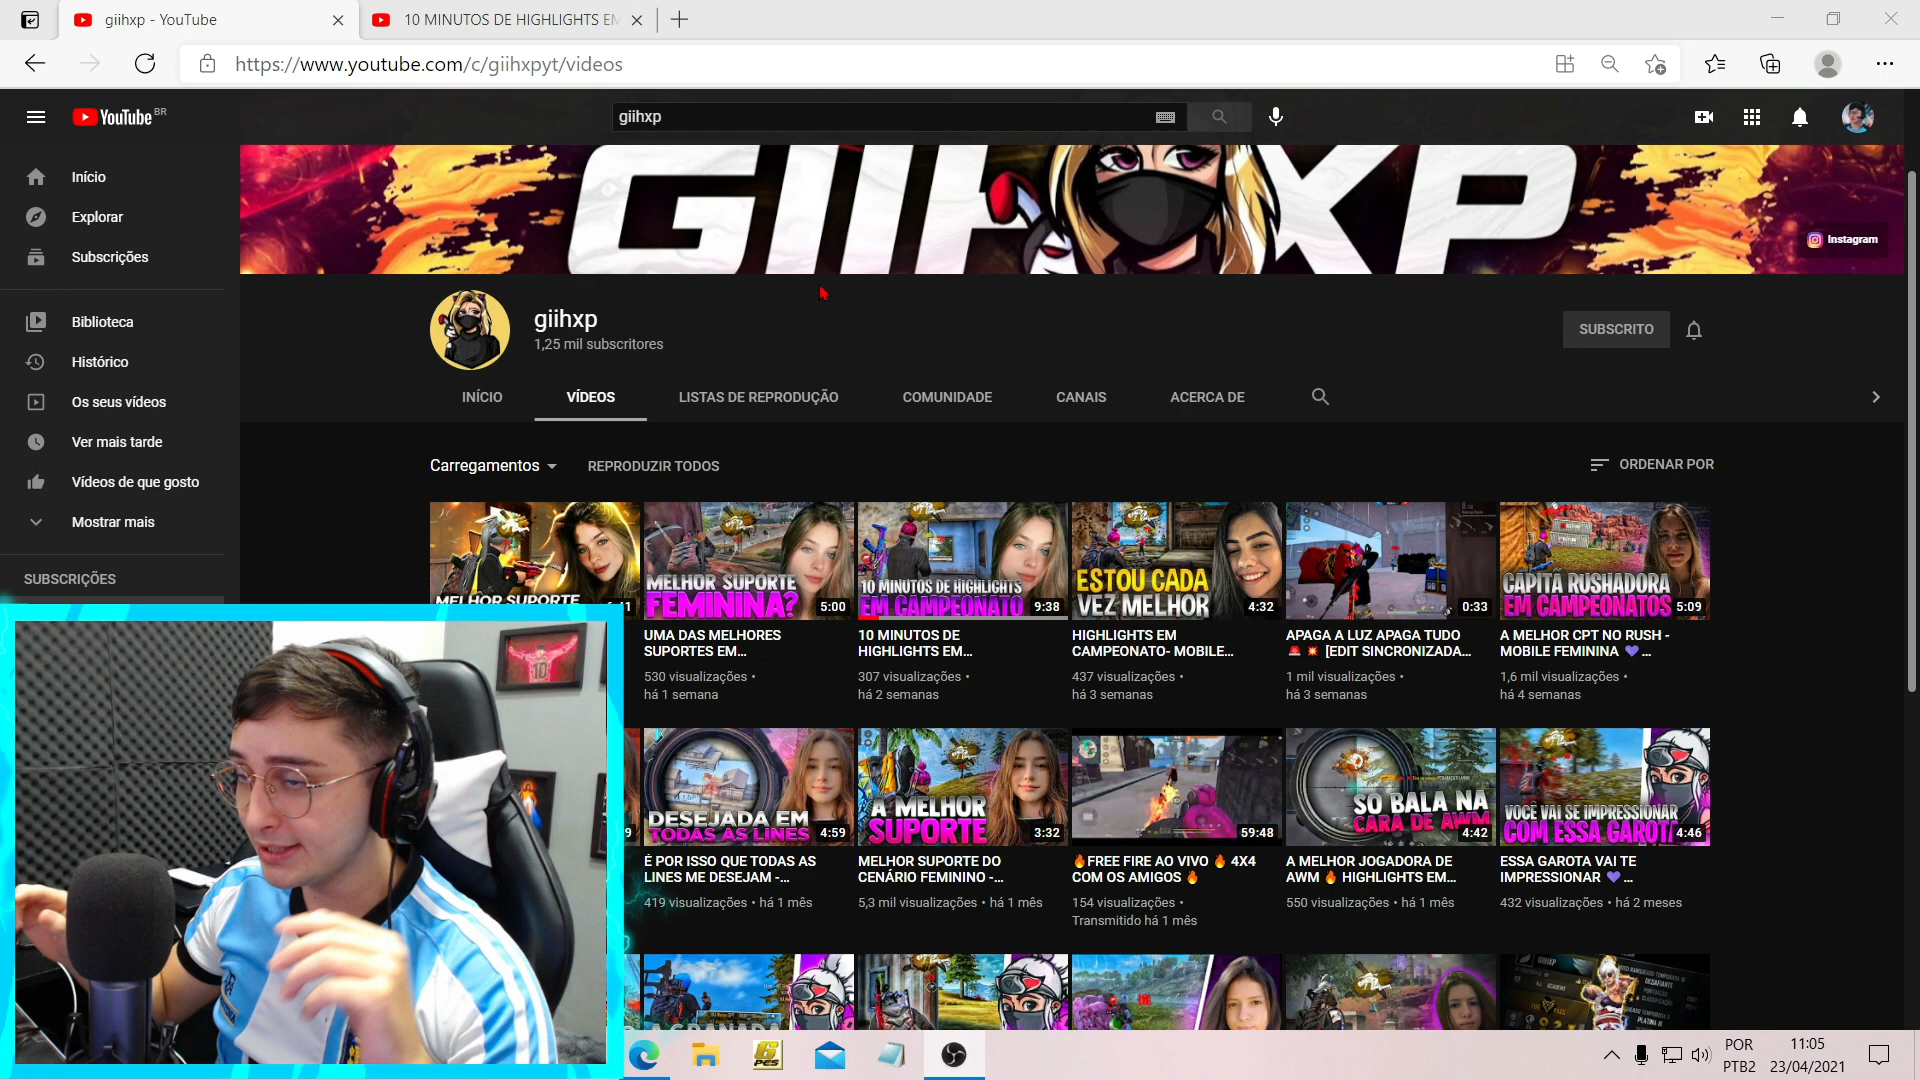 giihxp - YouTube
10 MINUTOS DE HIGHLIGHTS EM
https://www.youtube.com/c/giihxpyt/videos
YouTube BR
giihxp
Início
Explorar
Subscrições
Biblioteca
Histórico
Os seus vídeos
Ver mais tarde
Vídeos de que gosto
Mostrar mais
SUBSCRIÇÕES
GIIHXP
Instagram
giihxp
1,25 mil subscritores
SUBSCRITO
INÍCIO
VÍDEOS
LISTAS DE REPRODUÇÃO
COMUNIDADE
CANAIS
ACERCA DE
Carregamentos
REPRODUZIR TODOS
ORDENAR POR
MELHOR SUPORTE
MELHOR SUPORTE
FEMININA?
5:00
10 MINUTOS DE HIGHLIGHTS
EM CAMPEONATO
9:38
ESTOU CADA
VEZ MELHOR
4:32
0:33
CAPITÃ RUSHADORA
EM CAMPEONATOS
5:09
UMA DAS MELHORES
SUPORTES EM...
530 visualizações •
há 1 semana
10 MINUTOS DE
HIGHLIGHTS EM...
307 visualizações •
há 2 semanas
HIGHLIGHTS EM
CAMPEONATO- MOBILE...
437 visualizações •
há 3 semanas
APAGA A LUZ APAGA TUDO
🚨 💥 [EDIT SINCRONIZADA...
1 mil visualizações •
há 3 semanas
A MELHOR CPT NO RUSH -
MOBILE FEMININA 💜...
1,6 mil visualizações •
há 4 semanas
DESEJADA EM
TODAS AS LINES
4:59
A MELHOR
SUPORTE
3:32
59:48
SÓ BALA NA
CARA DE AWM
4:42
VOCÊ VAI SE IMPRESSIONAR
COM ESSA GAROTA
4:46
É POR ISSO QUE TODAS AS
LINES ME DESEJAM -...
419 visualizações • há 1 mês
MELHOR SUPORTE DO
CENÁRIO FEMININO -...
5,3 mil visualizações • há 1 mês
🔥FREE FIRE AO VIVO 🔥 4X4
COM OS AMIGOS 🔥
154 visualizações •
Transmitido há 1 mês
A MELHOR JOGADORA DE
AWM 🔥 HIGHLIGHTS EM...
550 visualizações • há 1 mês
ESSA GAROTA VAI TE
IMPRESSIONAR 💜...
432 visualizações • há 2 meses
10
6
PES
POR
PTB2
11:05
23/04/2021